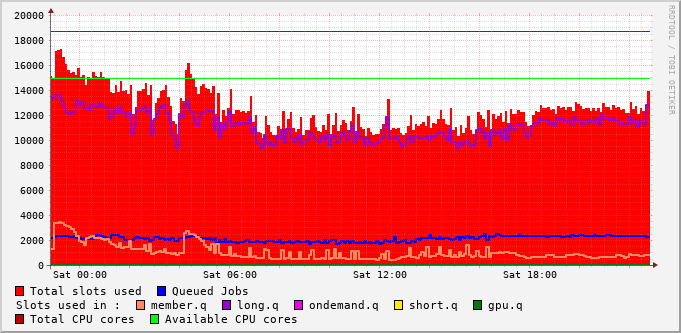 20000
18000
16000
14000
12000
10000
8000
6000
4000
2000
0
Sat 00:00 Sat 06:00 Sat 12:00 Sat 18:00
Total slots used Queued Jobs
Slots used in : member.q long.q ondemand.q short.q gpu.q
Total CPU cores Available CPU cores
RRDTOOL / TOBI OETIKER